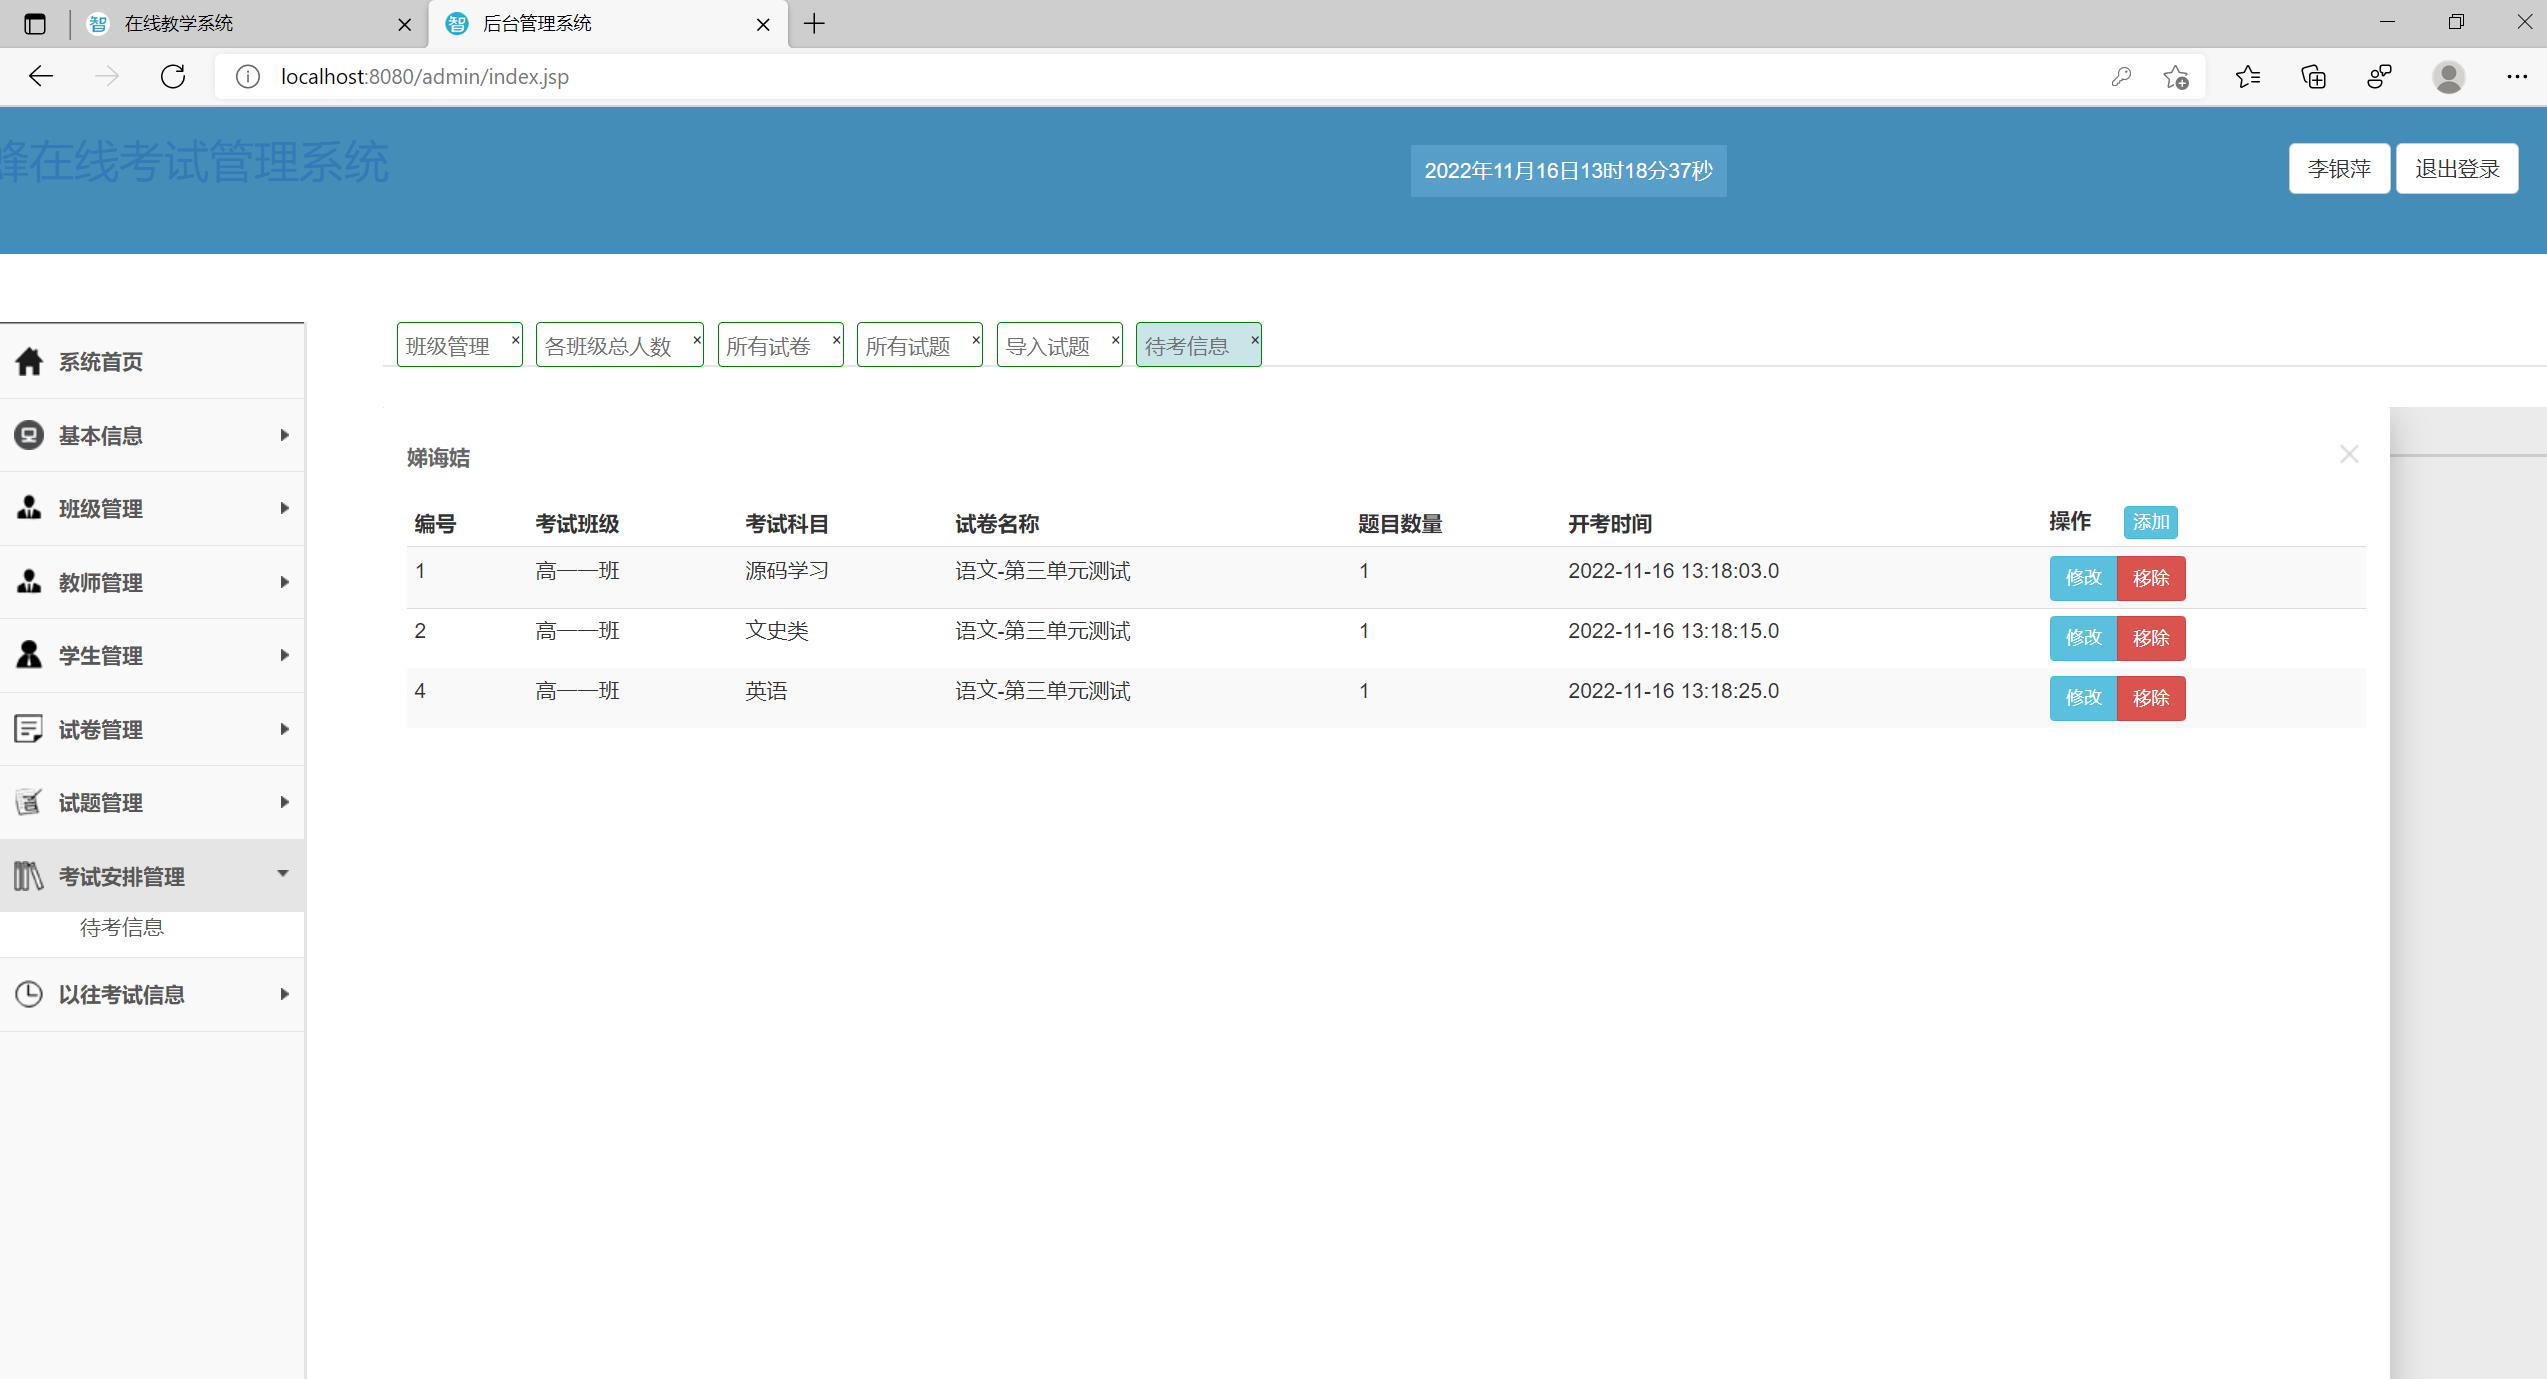 在线教学系统
后台管理系统
localhost:8080/admin/index.jsp
在线考试管理系统
2022年11月16日13时18分37秒
李银萍
退出登录
班级管理 × 各班级总人数 × 所有试卷 × 所有试题 × 导入试题 × 待考信息 ×
系统首页
基本信息
班级管理
教师管理
学生管理
试卷管理
试题管理
考试安排管理
待考信息
以往考试信息
娣诲姞
编号 考试班级 考试科目 试卷名称 题目数量 开考时间 操作 添加
1 高一一班 源码学习 语文-第三单元测试 1 2022-11-16 13:18:03.0 修改 移除
2 高一一班 文史类 语文-第三单元测试 1 2022-11-16 13:18:15.0 修改 移除
4 高一一班 英语 语文-第三单元测试 1 2022-11-16 13:18:25.0 修改 移除